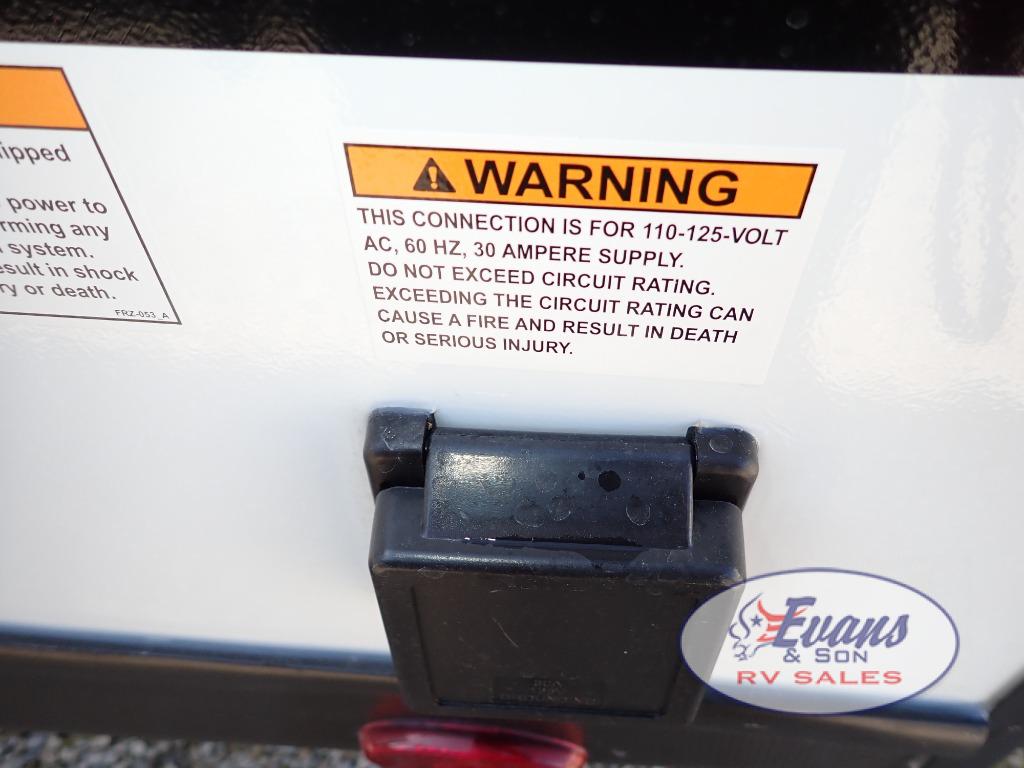 ipped
power to
rming any
system.
esult in shock
ry or death.
FRZ-053_A
WARNING
THIS CONNECTION IS FOR 110-125-VOLT
AC, 60 HZ, 30 AMPERE SUPPLY.
DO NOT EXCEED CIRCUIT RATING.
EXCEEDING THE CIRCUIT RATING CAN
CAUSE A FIRE AND RESULT IN DEATH
OR SERIOUS INJURY.
Evans
& SON
RV SALES